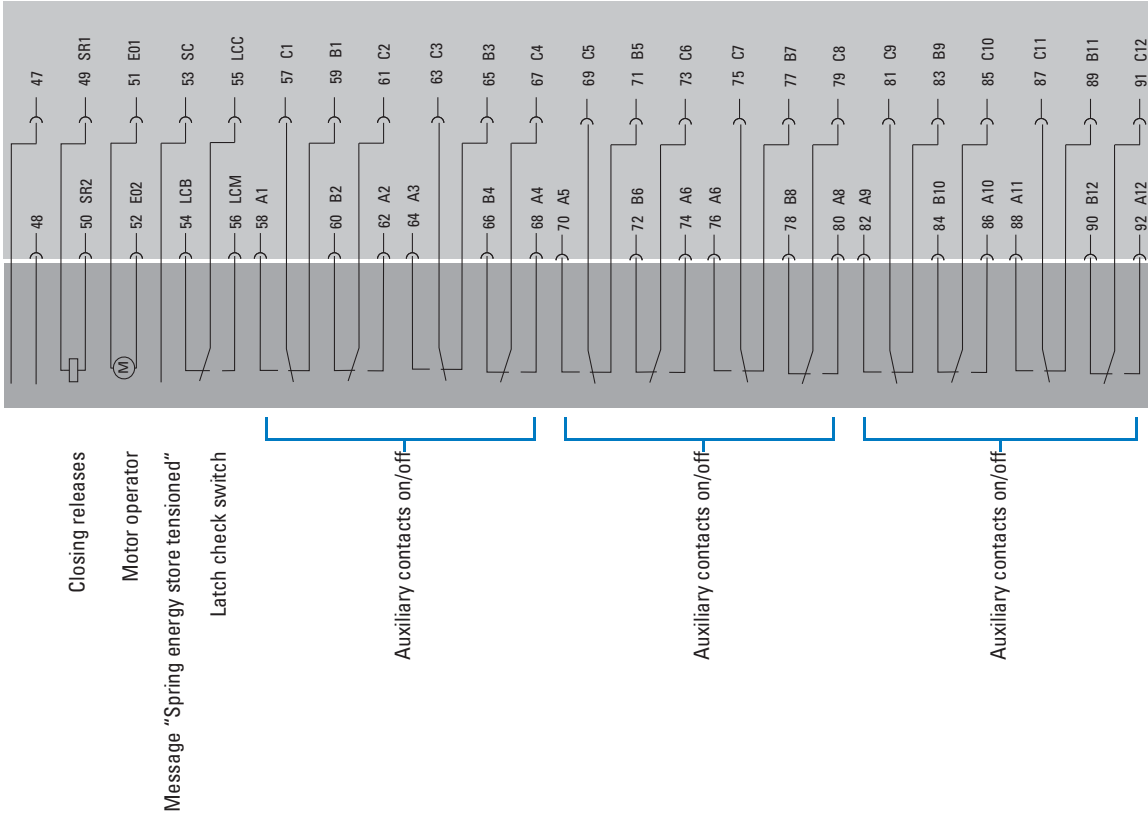 47
49 SR1
51 E01
53 SC
55 LCC
57 C1
59 B1
61 C2
63 C3
65 B3
67 C4
69 C5
71 B5
73 C6
75 C7
77 B7
79 C8
81 C9
83 B9
85 C10
87 C11
89 B11
91 C12
48
50 SR2
52 E02
54 LCB
56 LCM
58 A1
60 B2
62 A2
64 A3
66 B4
68 A4
70 A5
72 B6
74 A6
76 A6
78 B8
80 A8
82 A9
84 B10
86 A10
88 A11
90 B12
92 A12
M
Closing releases
Motor operator
Message “Spring energy store tensioned“
Latch check switch
Auxiliary contacts on/off
Auxiliary contacts on/off
Auxiliary contacts on/off